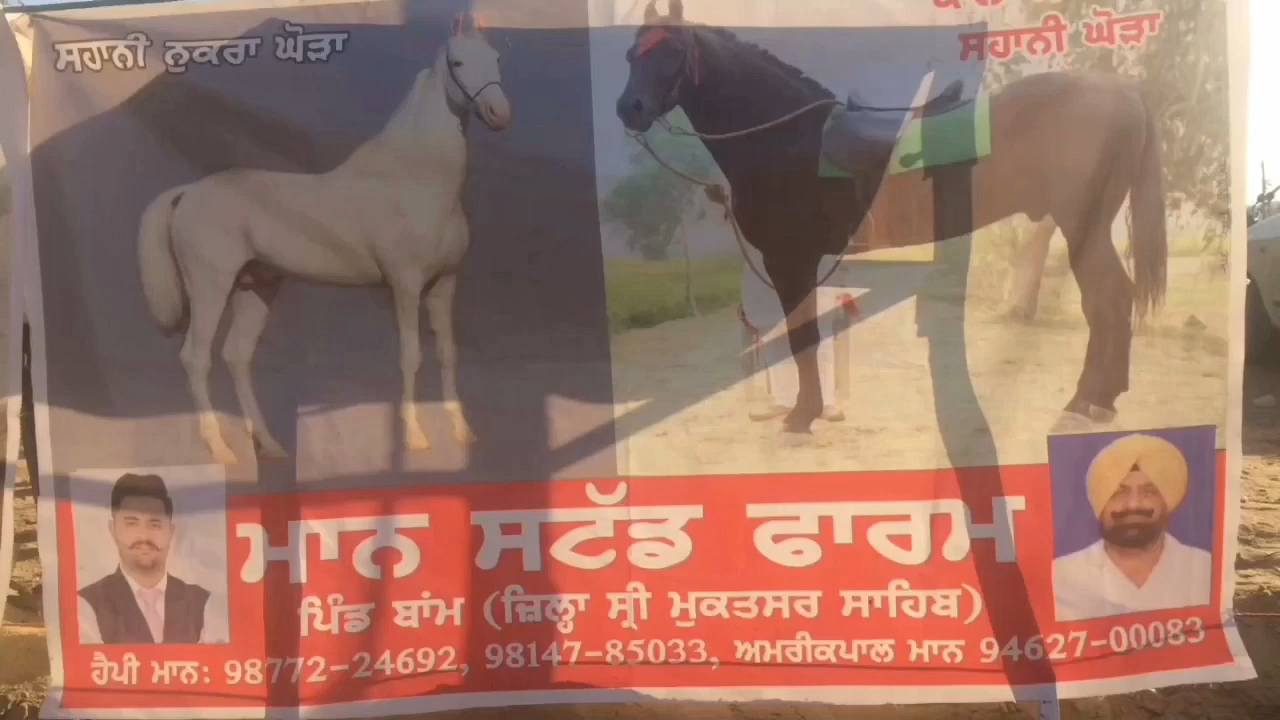 ਸਹਾਨੀ ਨੁਕਰਾ ਘੋੜਾ
ਸਹਾਨੀ ਘੋੜਾ
ਮਾਨ ਸਟੱਡ ਫਾਰਮ
ਪਿੰਡ ਬਾਂਮ (ਜ਼ਿਲ੍ਹਾ ਸ੍ਰੀ ਮੁਕਤਸਰ ਸਾਹਿਬ)
ਹੈਪੀ ਮਾਨ: 98772-24692, 98147-85033, ਅਮਰੀਕਪਾਲ ਮਾਨ 94627-00083